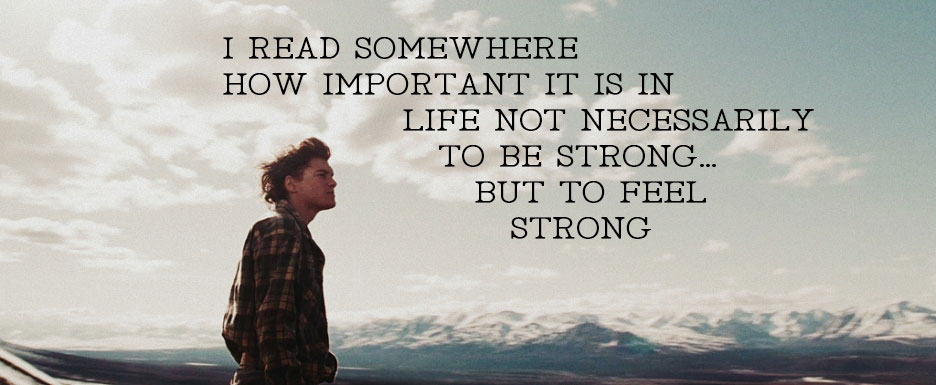 I READ SOMEWHERE
HOW IMPORTANT IT IS IN
LIFE NOT NECESSARILY
TO BE STRONG...
BUT TO FEEL
STRONG